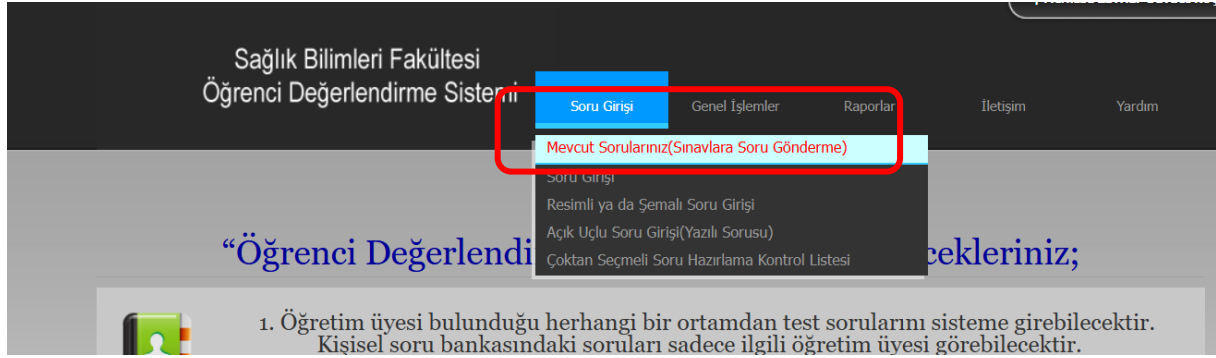 Sağlık Bilimleri Fakültesi
Öğrenci Değerlendirme Sistemi
Soru Girişi Genel İşlemler Raporlar İletişim Yardım
Mevcut Sorularınız(Sınavlara Soru Gönderme)
Soru Girişi
Resimli ya da Şemalı Soru Girişi
Açık Uçlu Soru Girişi(Yazılı Sorusu)
Çoktan Seçmeli Soru Hazırlama Kontrol Listesi
“Öğrenci Değerlendi cekleriniz;
1. Öğretim üyesi bulunduğu herhangi bir ortamdan test sorularını sisteme girebilecektir.
Kişisel soru bankasındaki soruları sadece ilgili öğretim üyesi görebilecektir.